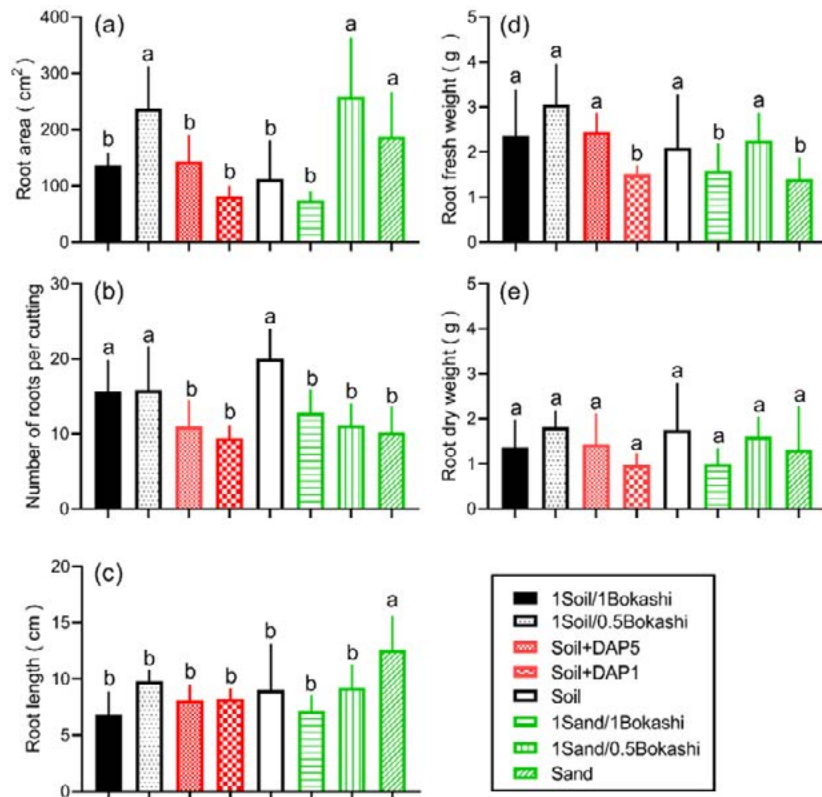 (a)
Root area ( cm²)
400
300
200
100
0
b
a
b
b
b
b
a
a
(b)
Number of roots per cutting
30
20
10
0
a
a
b
b
a
b
b
b
(c)
Root length ( cm )
20
15
10
5
0
b
b
b
b
b
b
b
a
(d)
Root fresh weight ( g )
5
4
3
2
1
0
a
a
a
b
a
b
a
b
(e)
Root dry weight ( g )
5
4
3
2
1
0
a
a
a
a
a
a
a
a
1Soil/1Bokashi
1Soil/0.5Bokashi
Soil+DAP5
Soil+DAP1
Soil
1Sand/1Bokashi
1Sand/0.5Bokashi
Sand